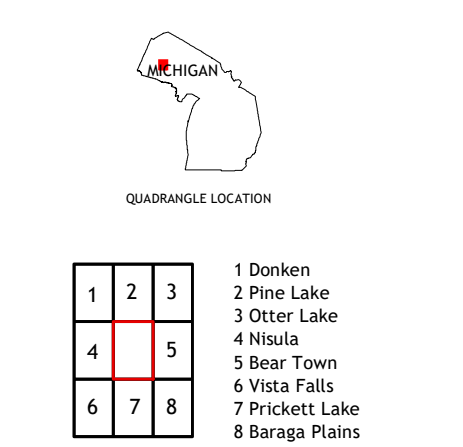 MICHIGAN
QUADRANGLE LOCATION
1 2 3
4 5
6 7 8
1 Donken
2 Pine Lake
3 Otter Lake
4 Nisula
5 Bear Town
6 Vista Falls
7 Prickett Lake
8 Baraga Plains